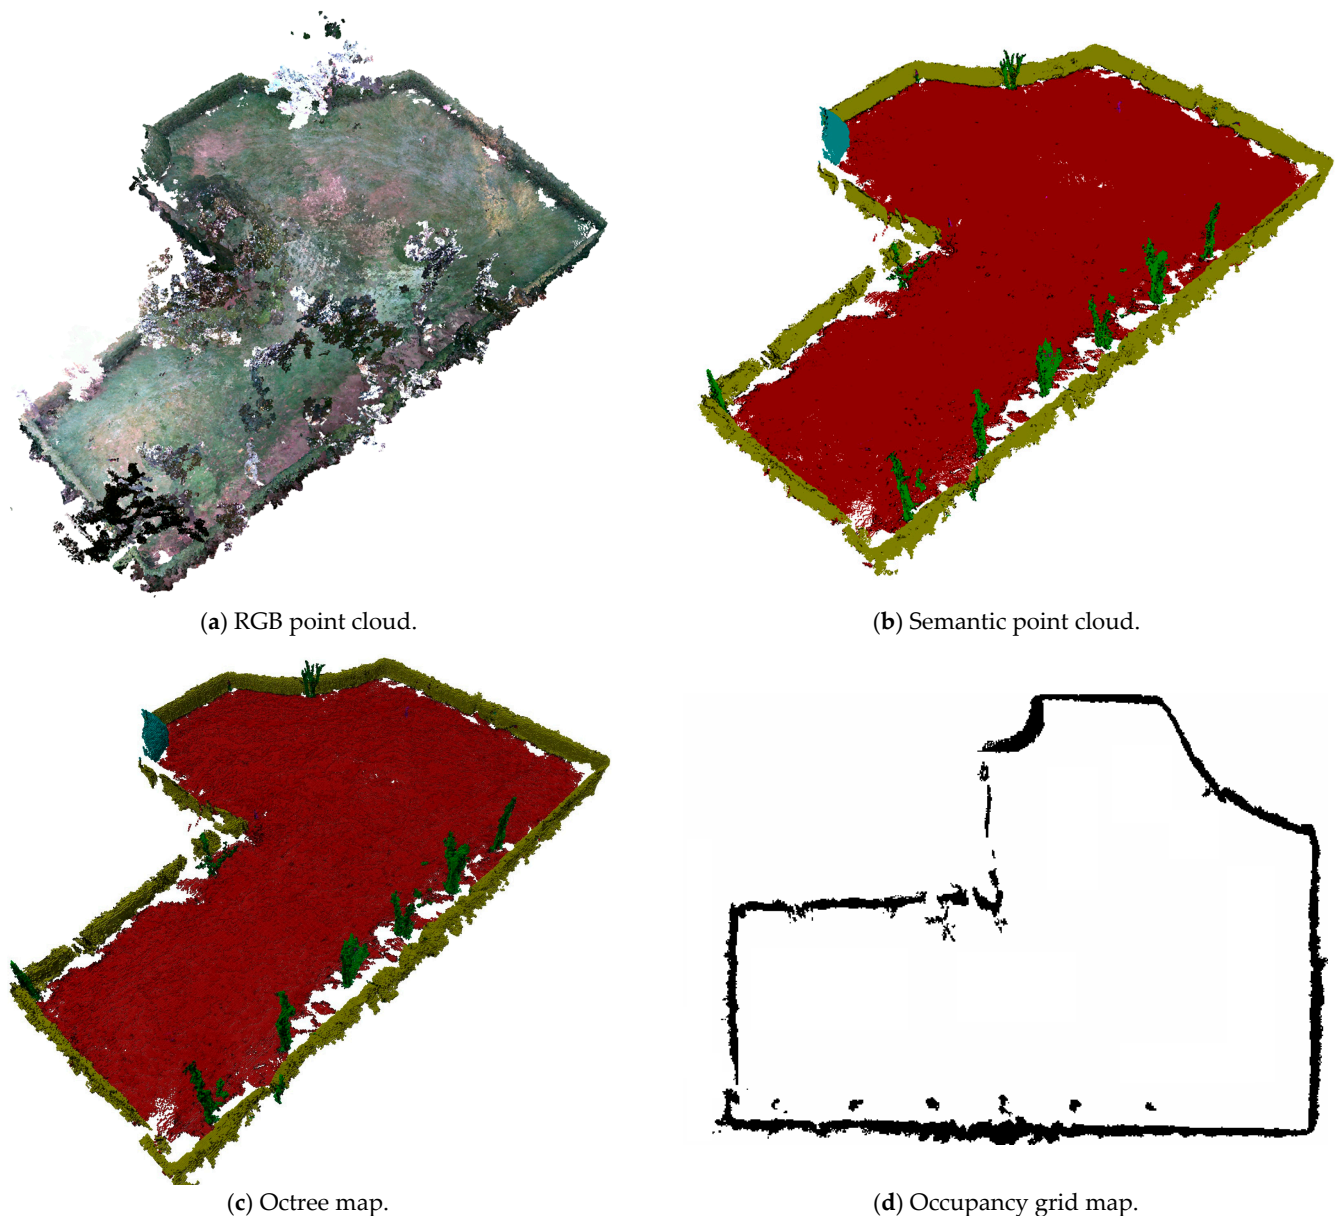 (a) RGB point cloud.
(b) Semantic point cloud.
(c) Octree map.
(d) Occupancy grid map.